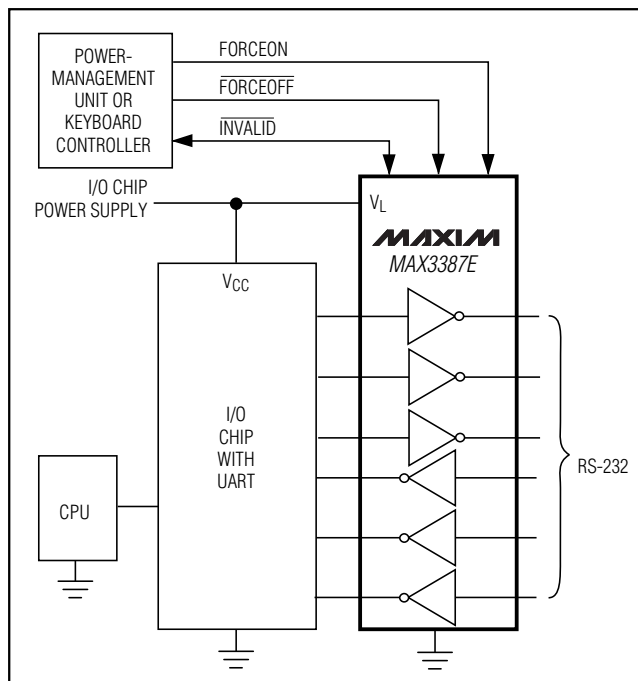 POWER-
MANAGEMENT
UNIT OR
KEYBOARD
CONTROLLER
FORCEON
FORCEOFF
INVALID
I/O CHIP
POWER SUPPLY
VL
MAXIM
MAX3387E
VCC
I/O
CHIP
WITH
UART
CPU
RS-232